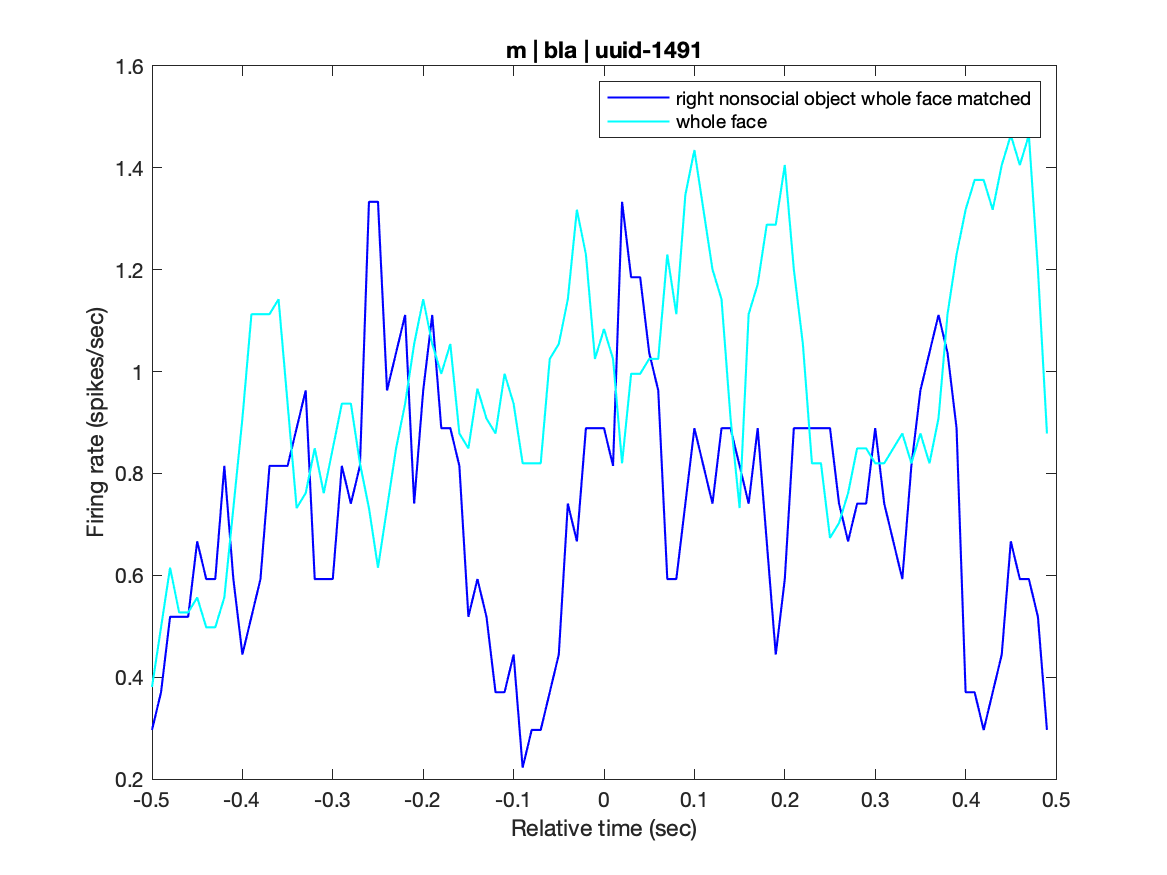 m | bla | uuid-1491
right nonsocial object whole face matched
whole face
Firing rate (spikes/sec)
1.6
1.4
1.2
1
0.8
0.6
0.4
0.2
-0.5 -0.4 -0.3 -0.2 -0.1 0 0.1 0.2 0.3 0.4 0.5
Relative time (sec)